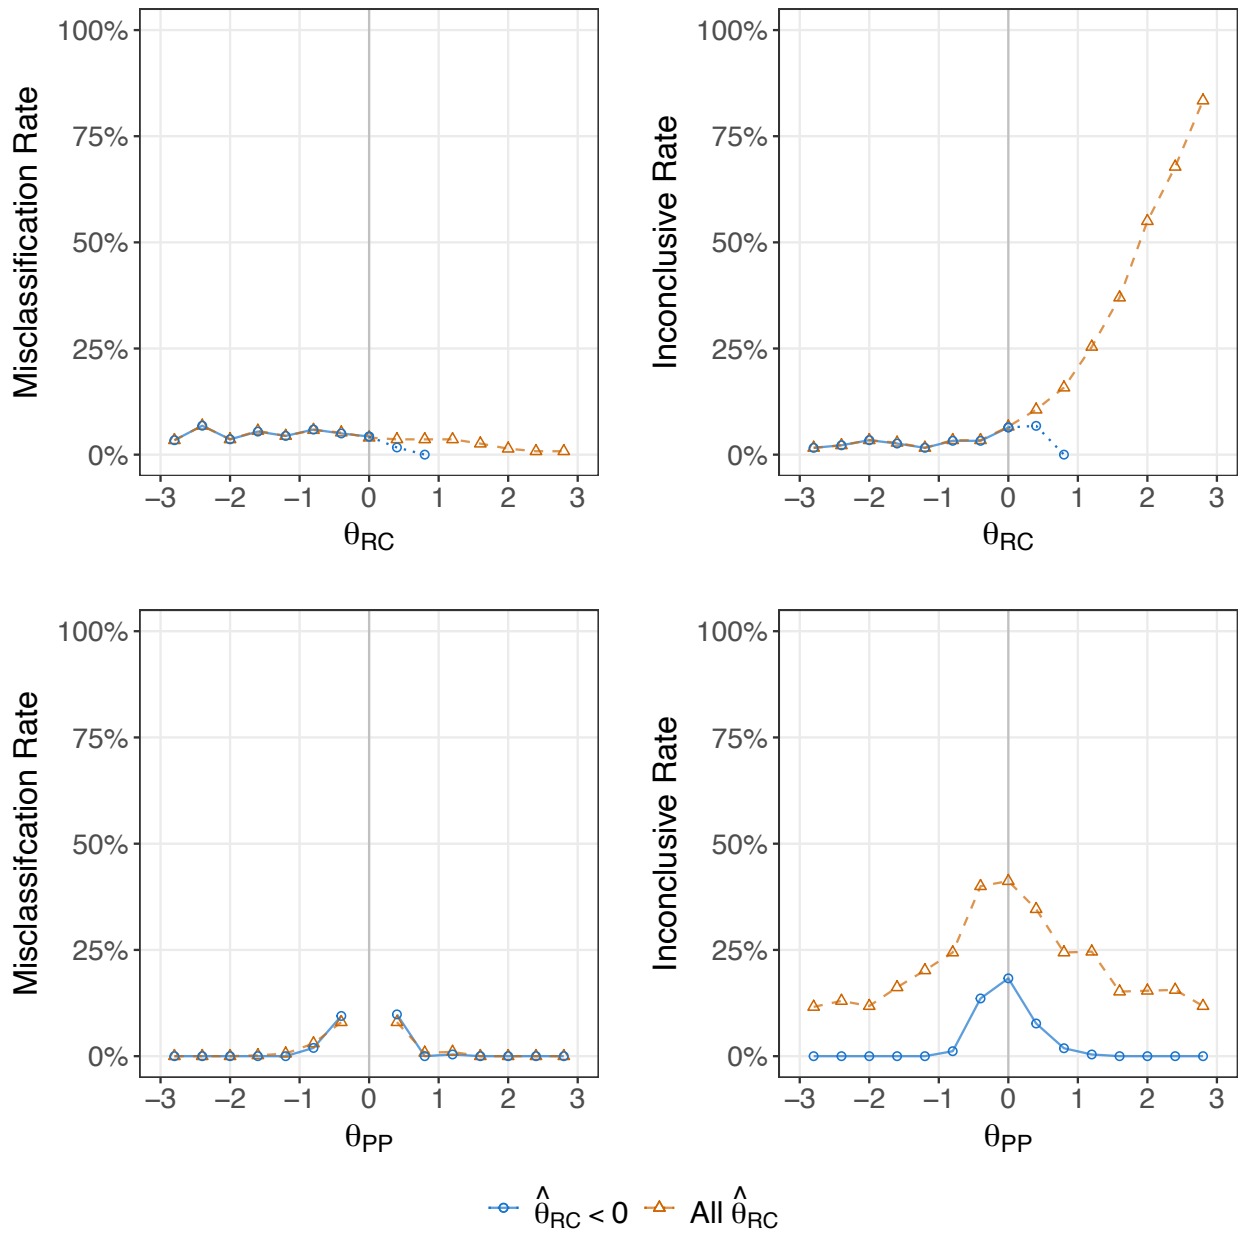 Misclassification Rate
100%
75%
50%
25%
0%
−3 −2 −1 0 1 2 3
θRC
Inconclusive Rate
100%
75%
50%
25%
0%
−3 −2 −1 0 1 2 3
θRC
Misclassifcation Rate
100%
75%
50%
25%
0%
−3 −2 −1 0 1 2 3
θPP
Inconclusive Rate
100%
75%
50%
25%
0%
−3 −2 −1 0 1 2 3
θPP
θ̂RC < 0 All θ̂RC